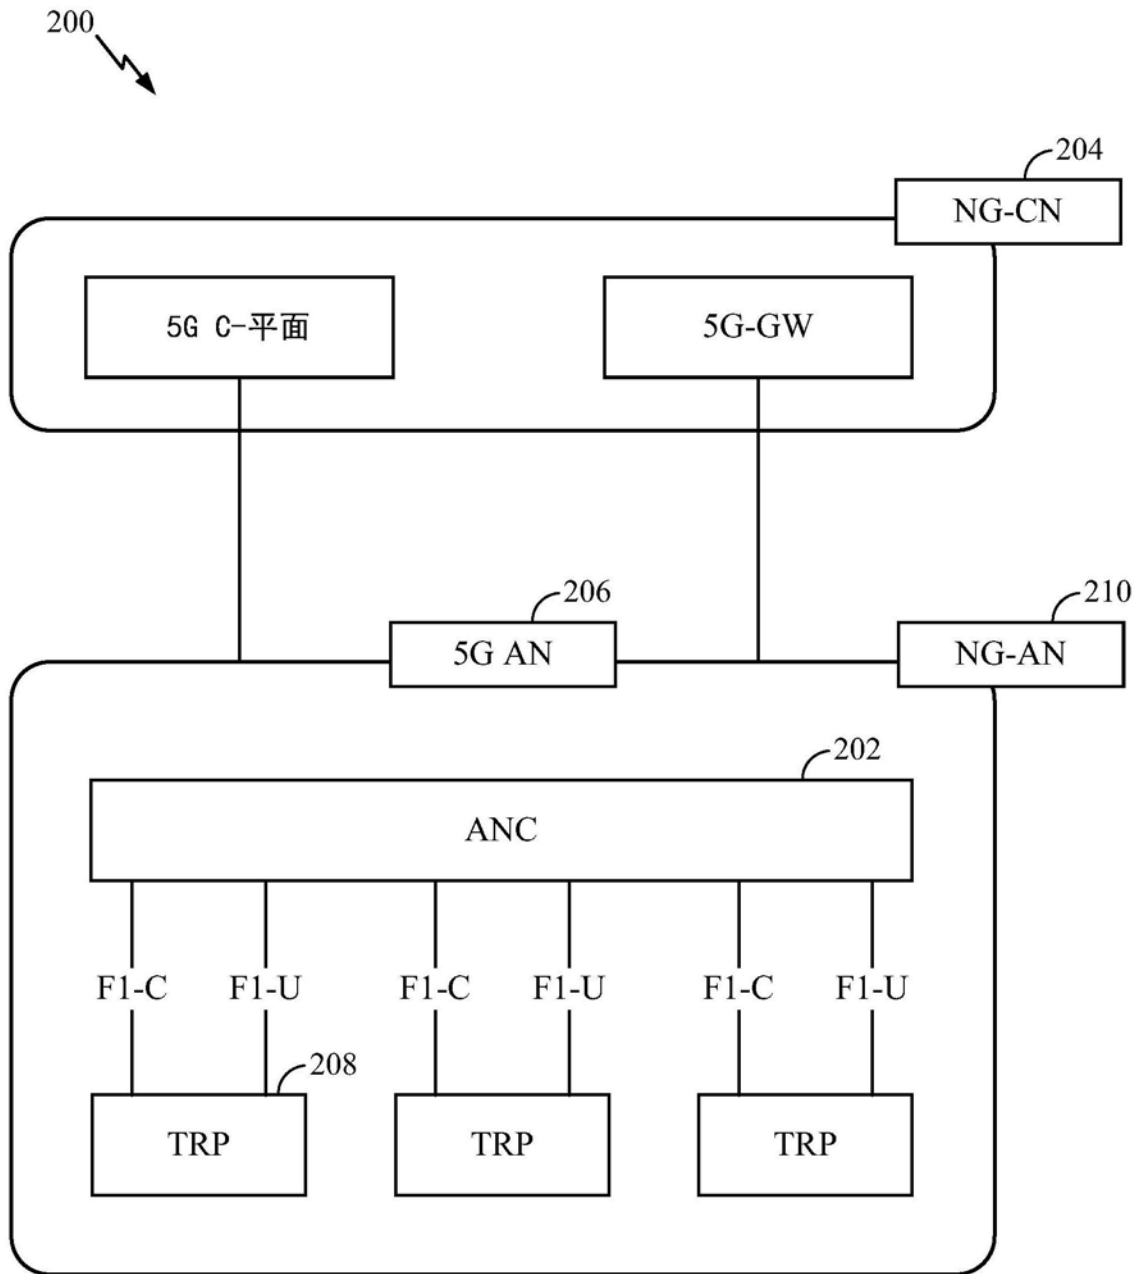 200
204
NG-CN
5G C-平面
5G-GW
206
210
5G AN
NG-AN
202
ANC
F1-C F1-U F1-C F1-U F1-C F1-U
208
TRP TRP TRP